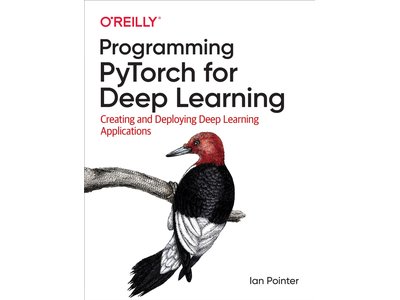 O'REILLY®
Programming
PyTorch for
Deep Learning
Creating and Deploying Deep Learning
Applications
Ian Pointer